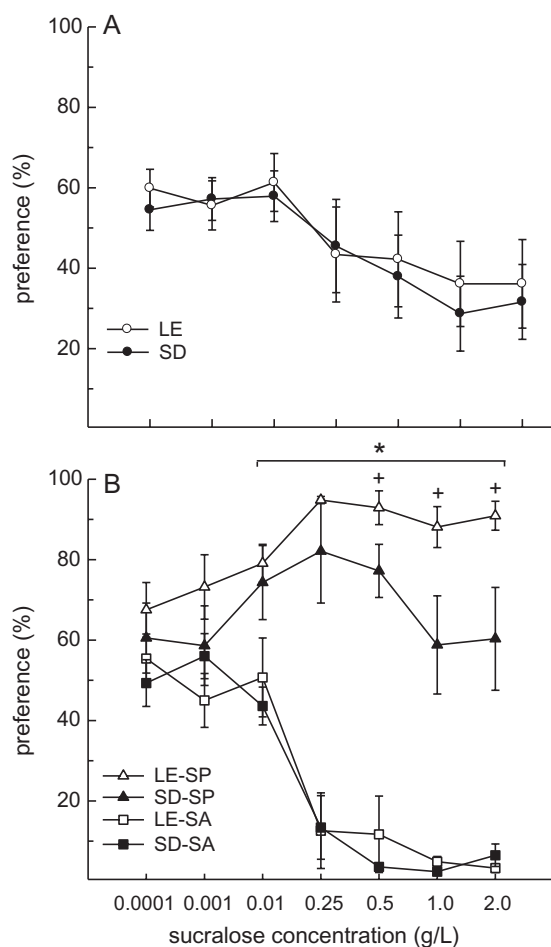 A
100
80
60
40
20
preference (%)
LE
SD
*
B
+ + +
100
80
60
40
20
preference (%)
LE-SP
SD-SP
LE-SA
SD-SA
0.0001 0.001 0.01 0.25 0.5 1.0 2.0
sucralose concentration (g/L)